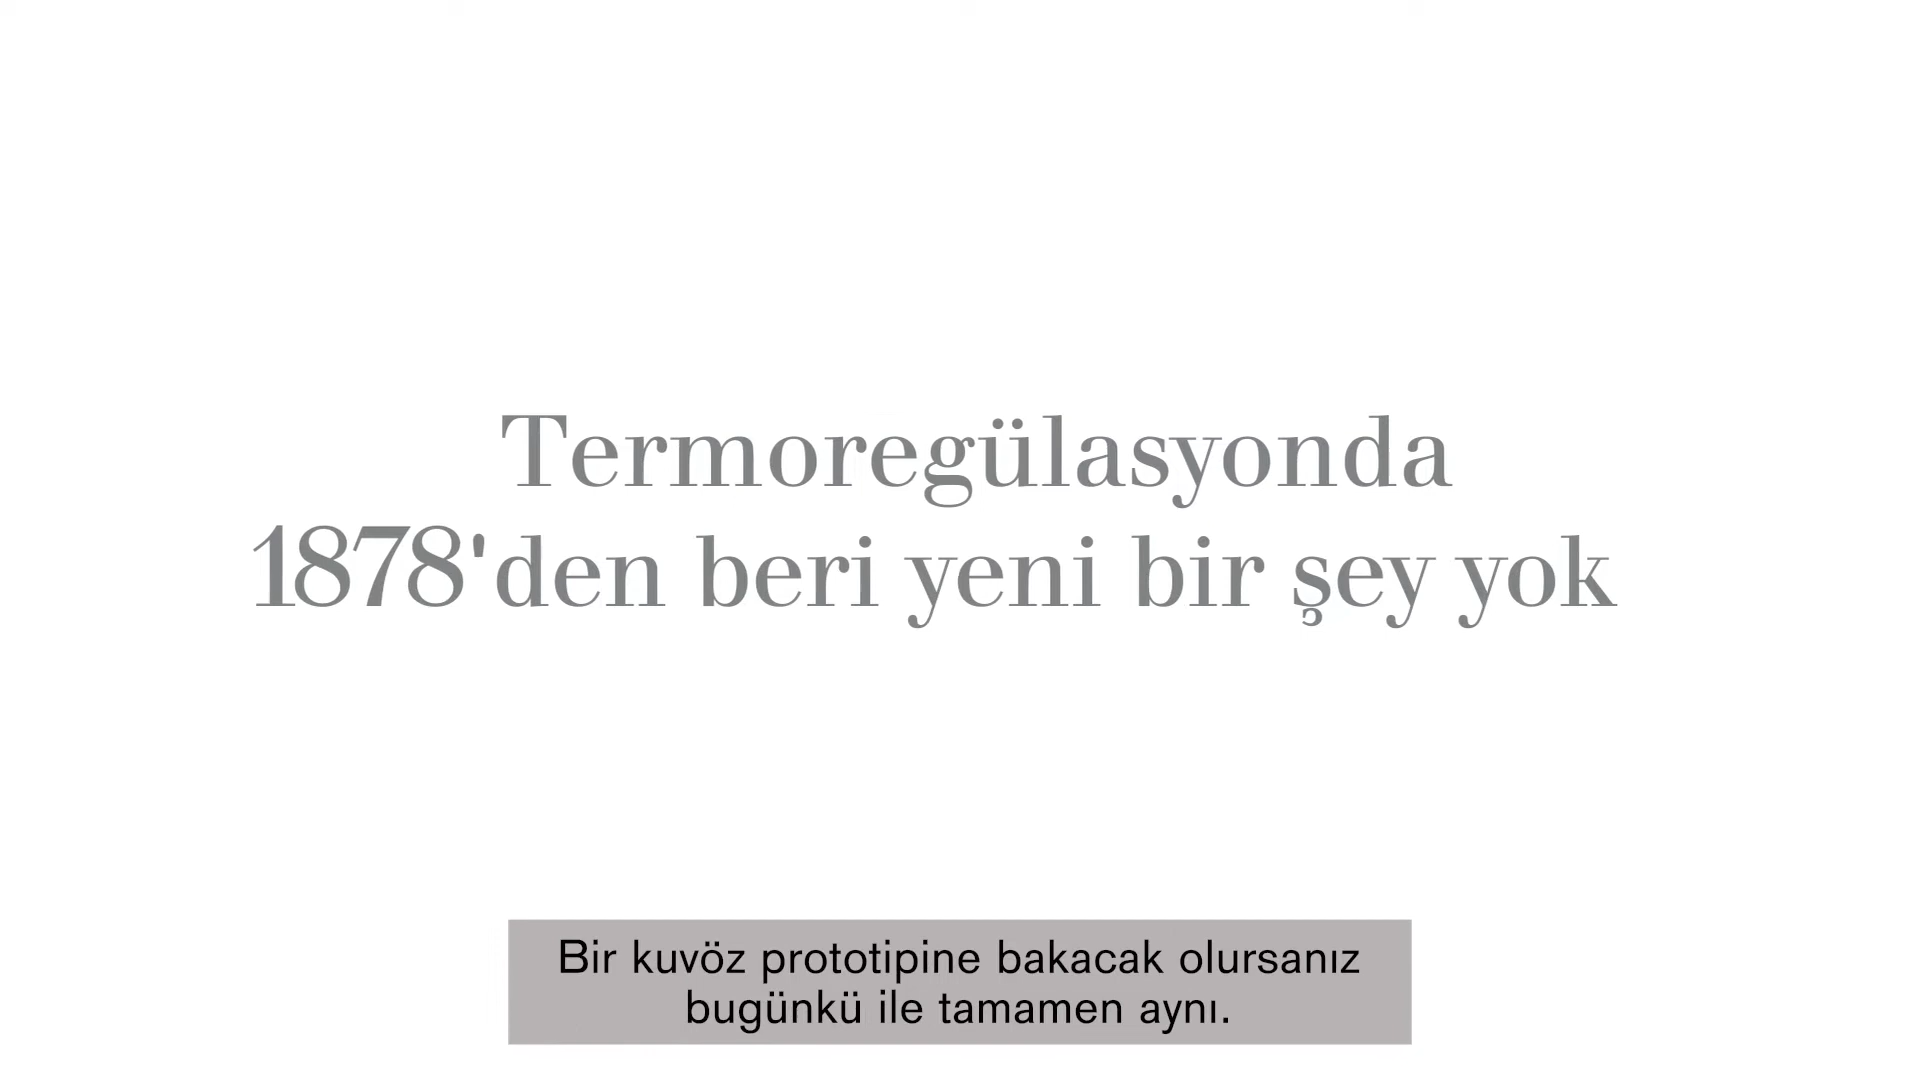 Termoregülasyonda
1878'den beri yeni bir şey yok
Bir kuvöz prototipine bakacak olursanız
bugünkü ile tamamen aynı.